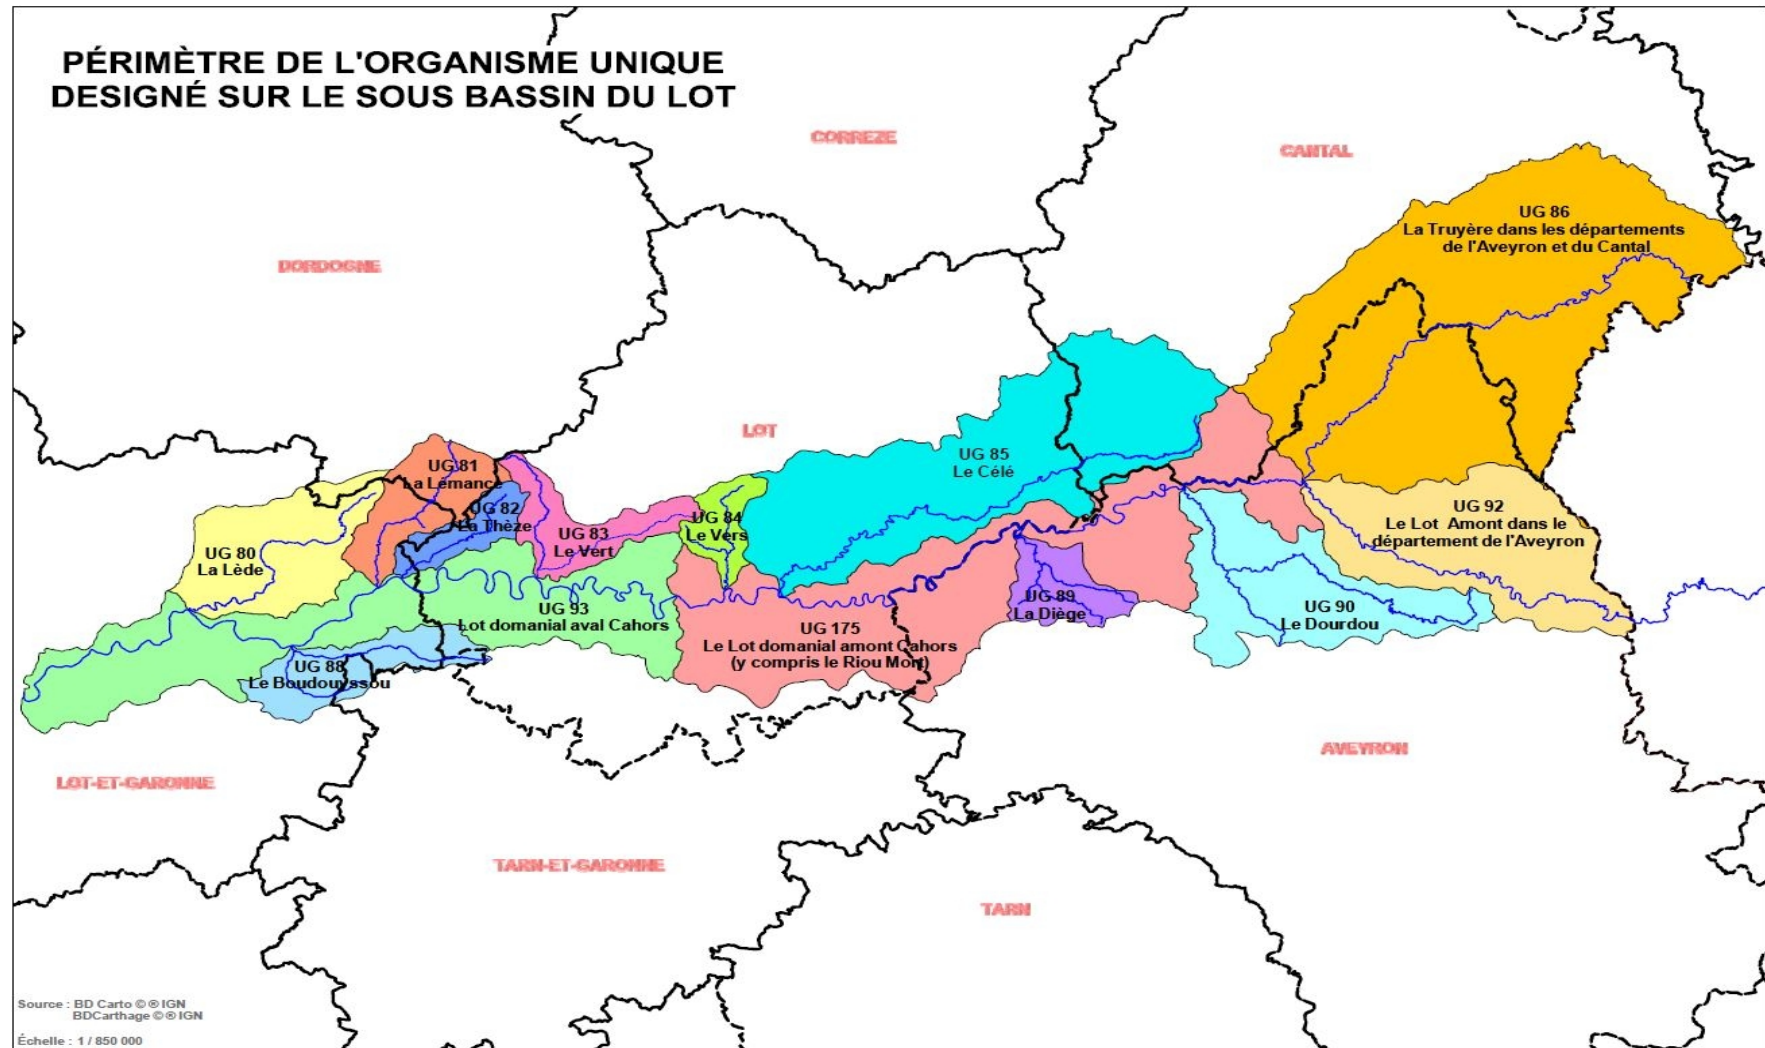 PÉRIMÈTRE DE L'ORGANISME UNIQUE
DESIGNÉ SUR LE SOUS BASSIN DU LOT
CORREZE
CANTAL
UG 86
La Truyère dans les départements
de l'Aveyron et du Cantal
DORDOGNE
LOT
UG 85
Le Célé
UG 81
La Lémance
UG 82
La Thèze
UG 83
Le Vert
UG 84
Le Vers
UG 92
Le Lot Amont dans le
département de l'Aveyron
UG 80
La Lède
UG 93
Lot domanial aval Cahors
UG 89
La Diège
UG 90
Le Dourdou
UG 175
Le Lot domanial amont Cahors
(y compris le Riou Mort)
UG 88
Le Boudouyssou
AVEYRON
LOT-ET-GARONNE
TARN-ET-GARONNE
TARN
Source : BD Carto © ® IGN
BDCarthage © ® IGN
Échelle : 1 / 850 000